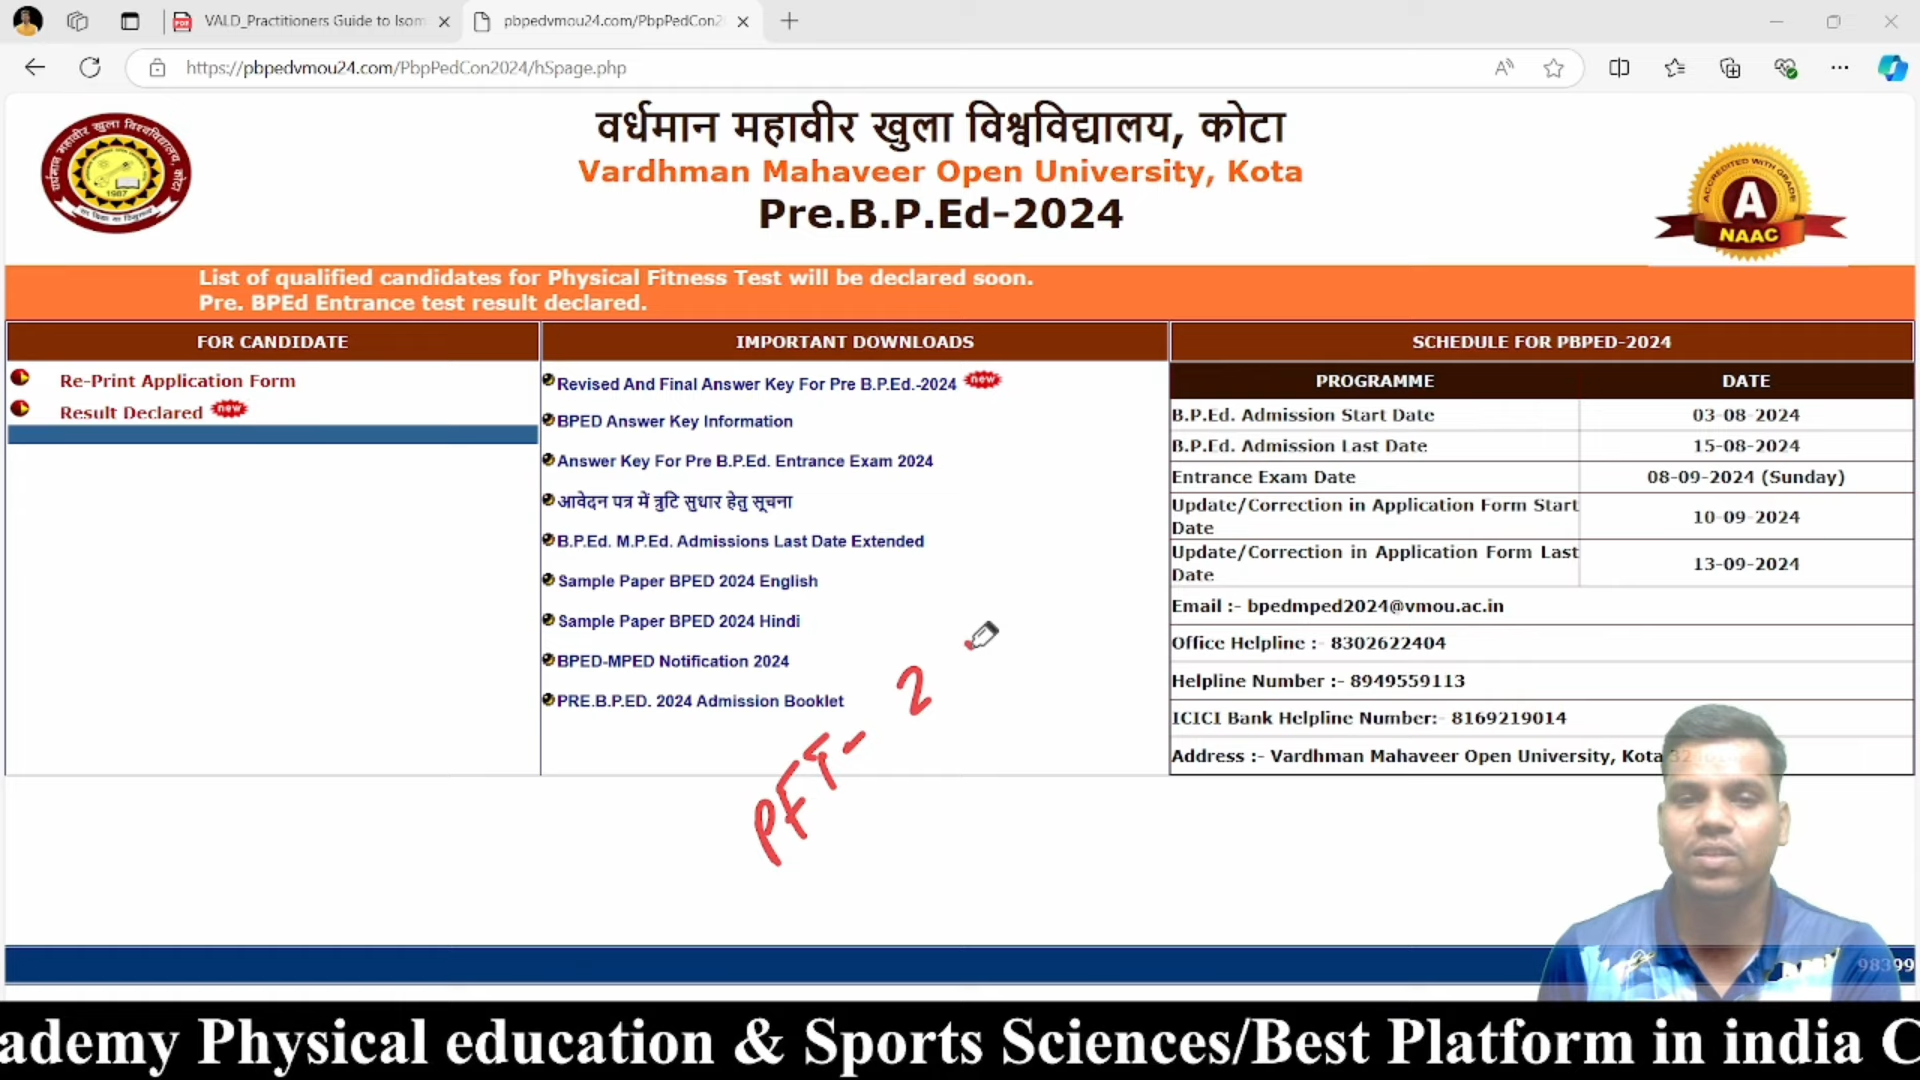 VALD_Practitioners Guide to Isom
pbpedvmou24.com/PbpPedCon2
https://pbpedvmou24.com/PbpPedCon2024/hSpage.php
वर्धमान महावीर खुला विश्वविद्यालय, कोटा
Vardhman Mahaveer Open University, Kota
Pre.B.P.Ed-2024
1987
ACCREDITED WITH GRADE
A
NAAC
List of qualified candidates for Physical Fitness Test will be declared soon.
Pre. BPEd Entrance test result declared.
FOR CANDIDATE
Re-Print Application Form
Result Declared new
IMPORTANT DOWNLOADS
Revised And Final Answer Key For Pre B.P.Ed.-2024 new
BPED Answer Key Information
Answer Key For Pre B.P.Ed. Entrance Exam 2024
आवेदन पत्र में त्रुटि सुधार हेतु सूचना
B.P.Ed. M.P.Ed. Admissions Last Date Extended
Sample Paper BPED 2024 English
Sample Paper BPED 2024 Hindi
BPED-MPED Notification 2024
PRE.B.P.ED. 2024 Admission Booklet
PFT- 2
SCHEDULE FOR PBPED-2024
PROGRAMME DATE
B.P.Ed. Admission Start Date 03-08-2024
B.P.Ed. Admission Last Date 15-08-2024
Entrance Exam Date 08-09-2024 (Sunday)
Update/Correction in Application Form Start
Date 10-09-2024
Update/Correction in Application Form Last
Date 13-09-2024
Email :- bpedmped2024@vmou.ac.in
Office Helpline :- 8302622404
Helpline Number :- 8949559113
ICICI Bank Helpline Number:- 8169219014
Address :- Vardhman Mahaveer Open University, Kota
98399
ademy Physical education & Sports Sciences/Best Platform in india C